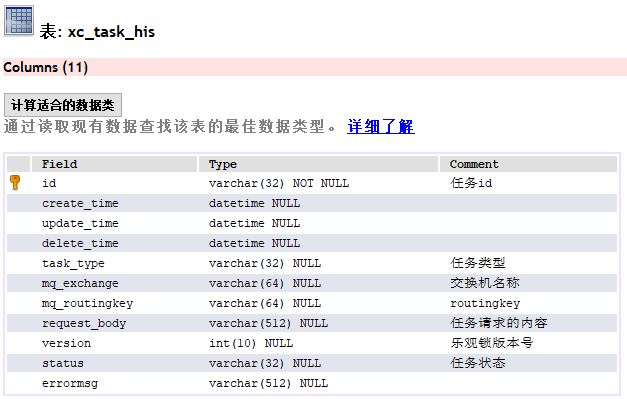 表: xc_task_his
Columns (11)
计算适合的数据类
通过读取现有数据查找该表的最佳数据类型。 详细了解
Field Type Comment
id varchar(32) NOT NULL 任务id
create_time datetime NULL
update_time datetime NULL
delete_time datetime NULL
task_type varchar(32) NULL 任务类型
mq_exchange varchar(64) NULL 交换机名称
mq_routingkey varchar(64) NULL routingkey
request_body varchar(512) NULL 任务请求的内容
version int(10) NULL 乐观锁版本号
status varchar(32) NULL 任务状态
errormsg varchar(512) NULL